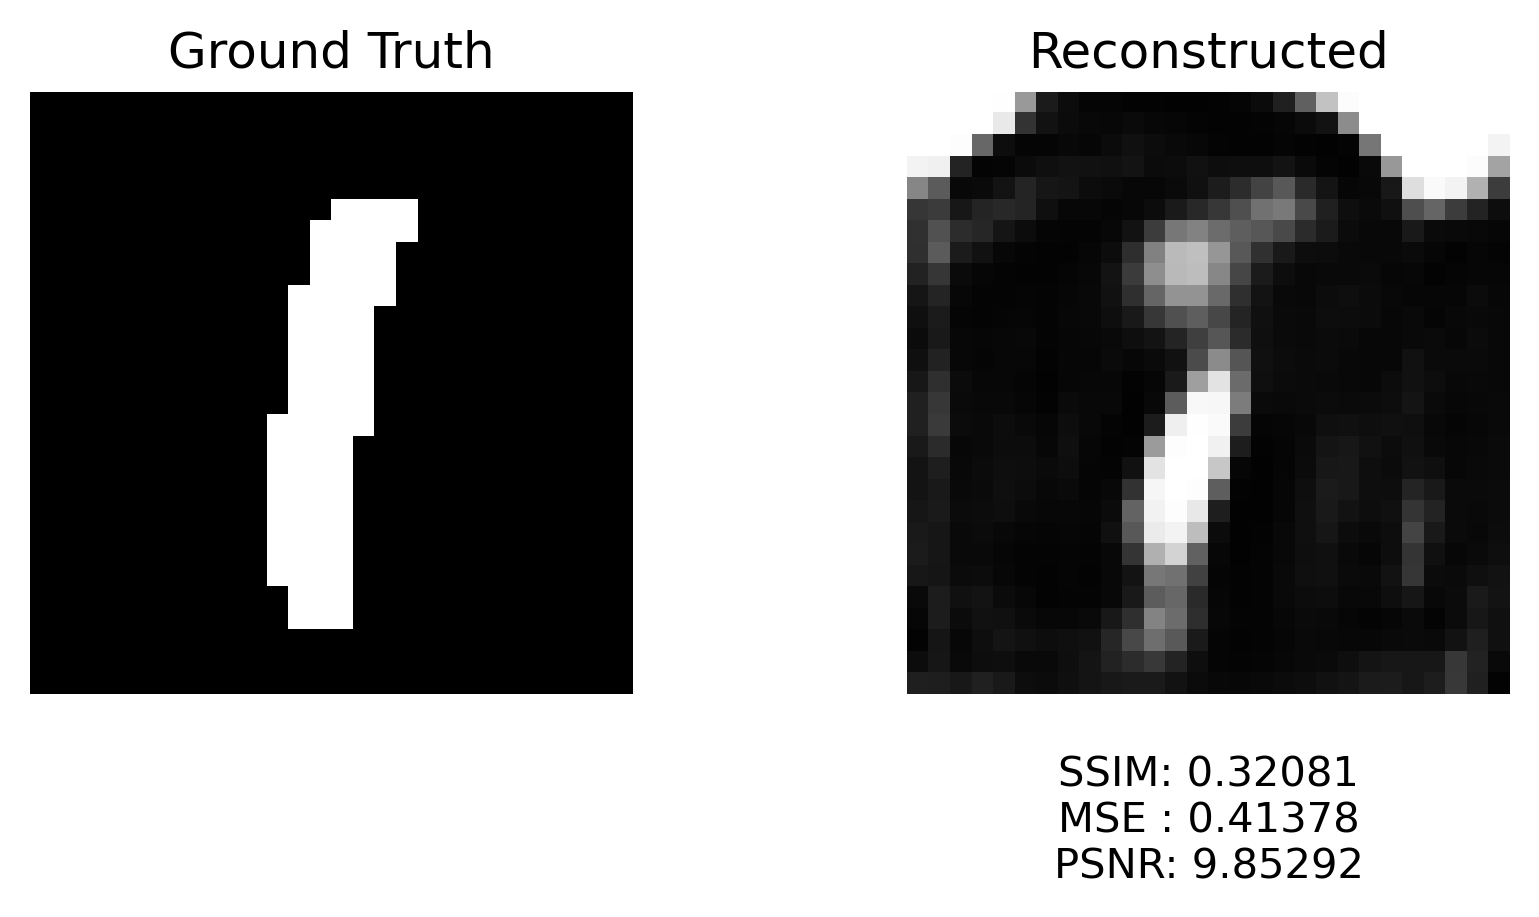 Ground Truth
Reconstructed
SSIM: 0.32081
MSE : 0.41378
PSNR: 9.85292